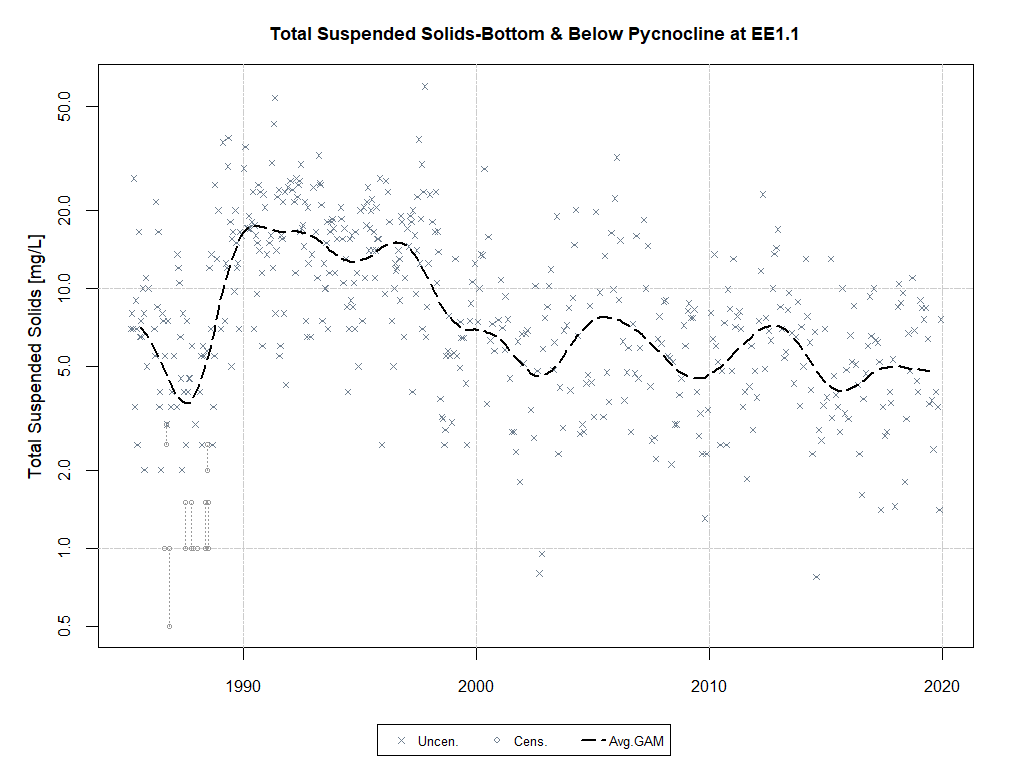 Total Suspended Solids-Bottom & Below Pycnocline at EE1.1
Total Suspended Solids [mg/L]
50.0
20.0
10.0
5.0
2.0
1.0
0.5
1990 2000 2010 2020
Uncen. Cens. Avg.GAM